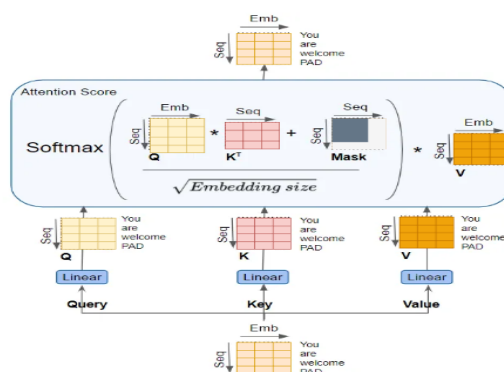 Emb
Seq
You
are
welcome
PAD
Attention Score
Softmax
Emb
Seq
Q
*
Seq
Kᵀ
+
Seq
Seq
Mask
√Embedding size
*
Emb
Seq
V
Seq
Q
You
are
welcome
PAD
Seq
K
You
are
welcome
PAD
Seq
V
You
are
welcome
PAD
Linear
Linear
Linear
Query
Key
Value
Emb
Seq
You
are
welcome
PAD